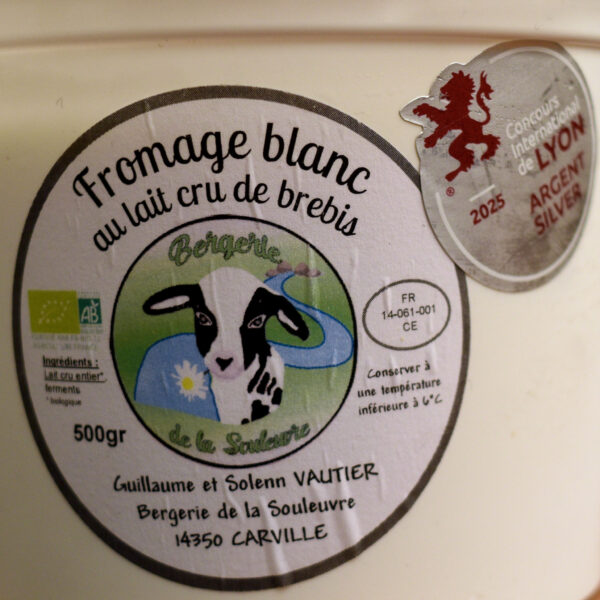 Fromage blanc
au lait cru de brebis
Bergerie
de la Souleuvre
AB
Ingrédients :
Lait cru entier*,
ferments
* biologique
500gr
FR
14-061-001
CE
Conserver à
une température
inférieure à 6°C
Guillaume et Solenn VAUTIER
Bergerie de la Souleuvre
14350 CARVILLE
2025
Concours
International
de LYON
ARGENT
SILVER
®